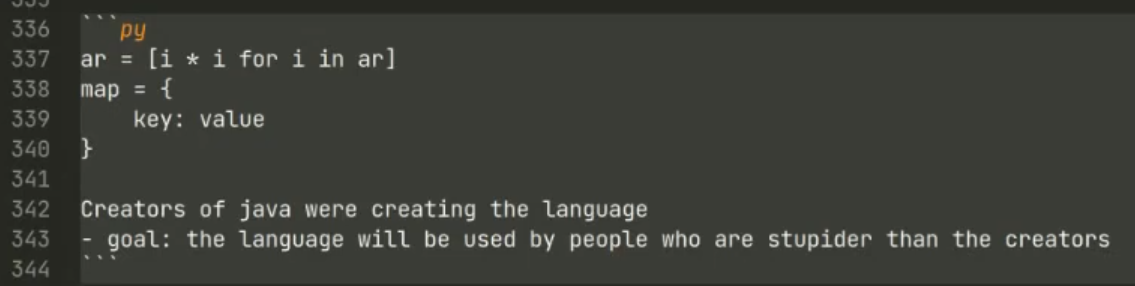 336 ```py
337 ar = [i * i for i in ar]
338 map = {
339     key: value
340 }
341
342 Creators of java were creating the language
343 - goal: the language will be used by people who are stupider than the creators
344 ```